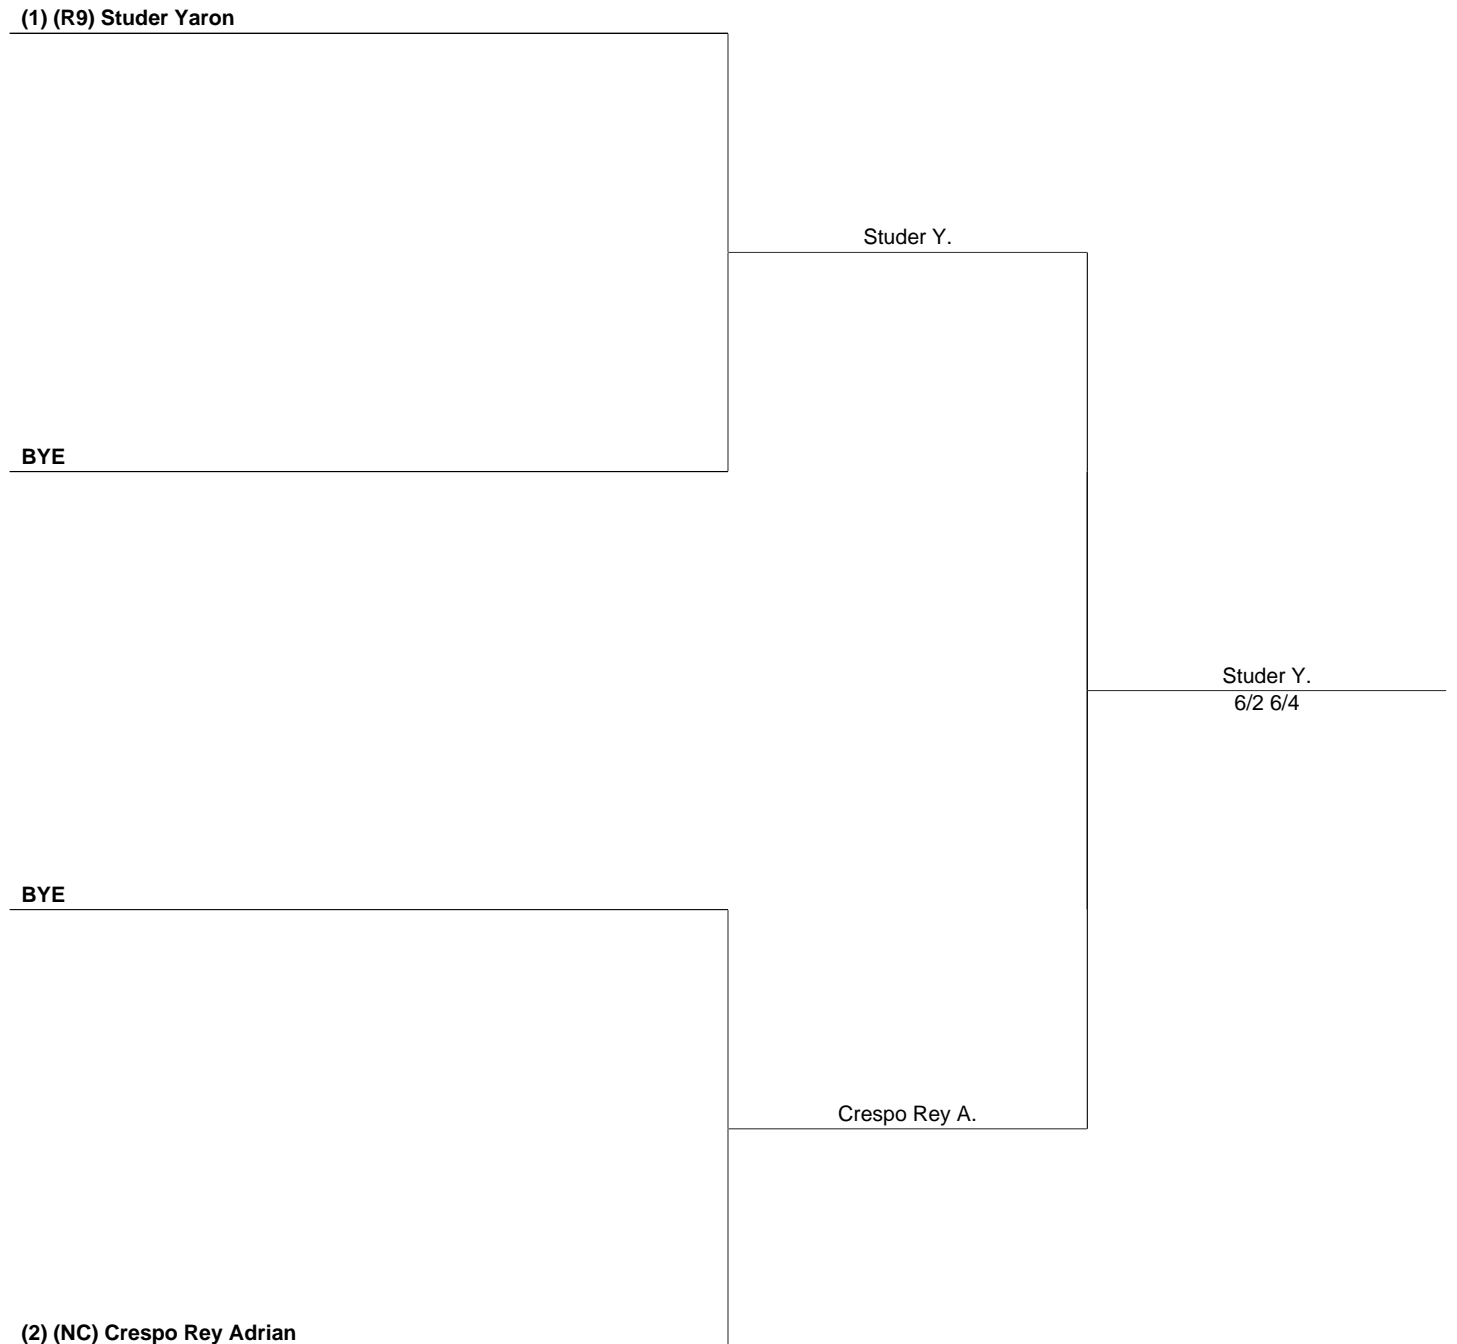 (1) (R9) Studer Yaron
Studer Y.
BYE
Studer Y.
6/2 6/4
BYE
Crespo Rey A.
(2) (NC) Crespo Rey Adrian